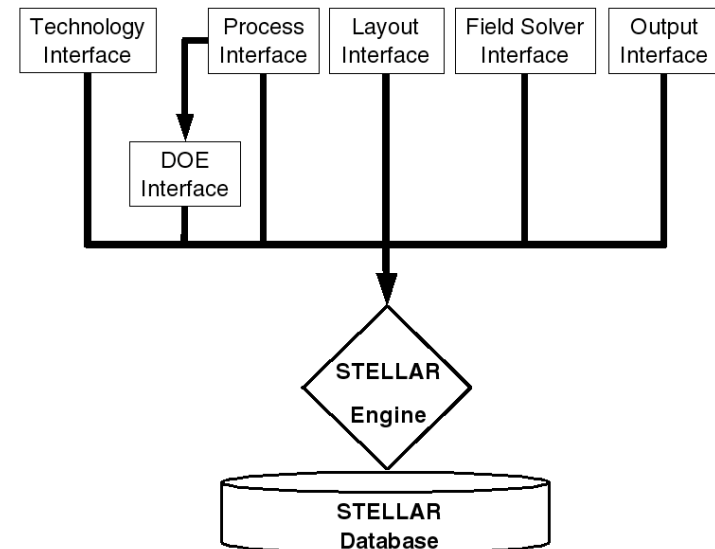 Technology
Interface
Process
Interface
Layout
Interface
Field Solver
Interface
Output
Interface
DOE
Interface
STELLAR
Engine
STELLAR
Database